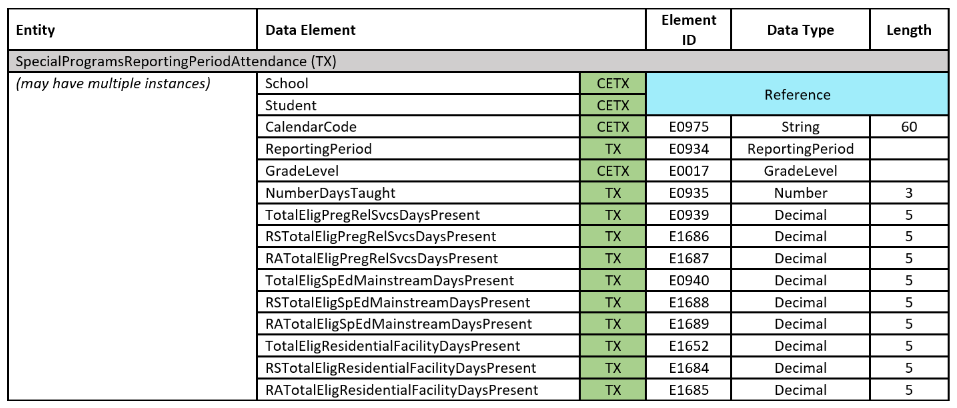 Entity Data Element Element ID Data Type Length
SpecialProgramsReportingPeriodAttendance (TX)
(may have multiple instances) School CETX Reference
Student CETX
CalendarCode CETX E0975 String 60
ReportingPeriod TX E0934 ReportingPeriod
GradeLevel CETX E0017 GradeLevel
NumberDaysTaught TX E0935 Number 3
TotalEligPregRelSvcsDaysPresent TX E0939 Decimal 5
RSTotalEligPregRelSvcsDaysPresent TX E1686 Decimal 5
RATotalEligPregRelSvcsDaysPresent TX E1687 Decimal 5
TotalEligSpEdMainstreamDaysPresent TX E0940 Decimal 5
RSTotalEligSpEdMainstreamDaysPresent TX E1688 Decimal 5
RATotalEligSpEdMainstreamDaysPresent TX E1689 Decimal 5
TotalEligResidentialFacilityDaysPresent TX E1652 Decimal 5
RSTotalEligResidentialFacilityDaysPresent TX E1684 Decimal 5
RATotalEligResidentialFacilityDaysPresent TX E1685 Decimal 5